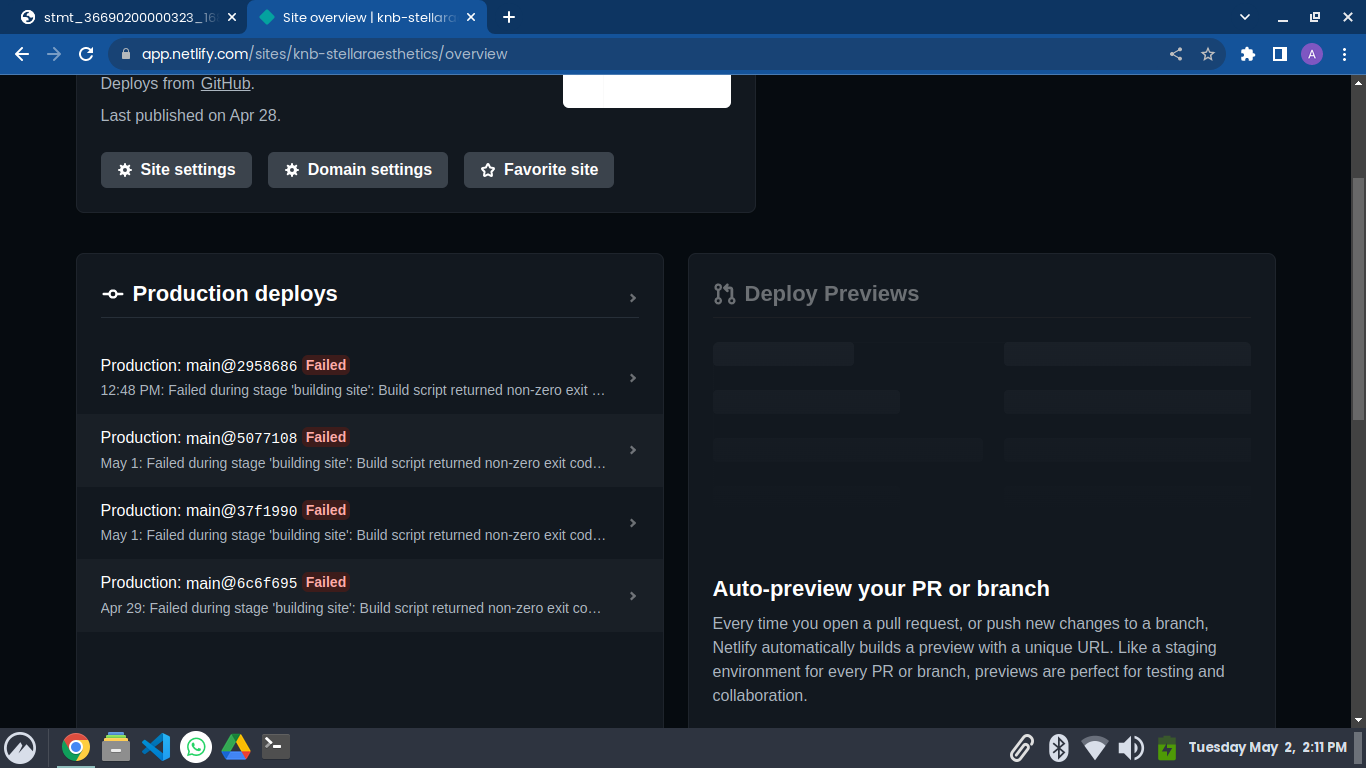 stmt_36690200000323_16
Site overview | knb-stellara
app.netlify.com/sites/knb-stellaraesthetics/overview
A
Deploys from GitHub.
Last published on Apr 28.
Site settings
Domain settings
Favorite site
Production deploys
Production: main@2958686 Failed
12:48 PM: Failed during stage 'building site': Build script returned non-zero exit …
Production: main@5077108 Failed
May 1: Failed during stage 'building site': Build script returned non-zero exit cod…
Production: main@37f1990 Failed
May 1: Failed during stage 'building site': Build script returned non-zero exit cod…
Production: main@6c6f695 Failed
Apr 29: Failed during stage 'building site': Build script returned non-zero exit co…
Deploy Previews
Auto-preview your PR or branch
Every time you open a pull request, or push new changes to a branch,
Netlify automatically builds a preview with a unique URL. Like a staging
environment for every PR or branch, previews are perfect for testing and
collaboration.
Tuesday May 2, 2:11 PM